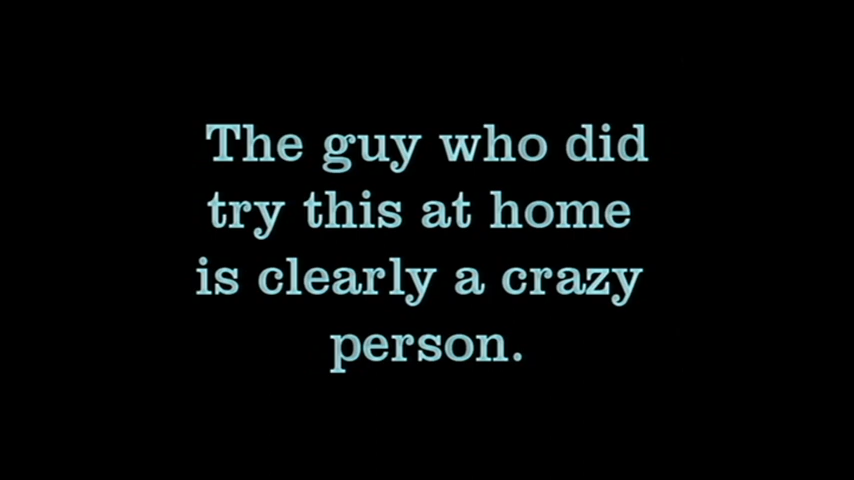 The guy who did
try this at home
is clearly a crazy
person.